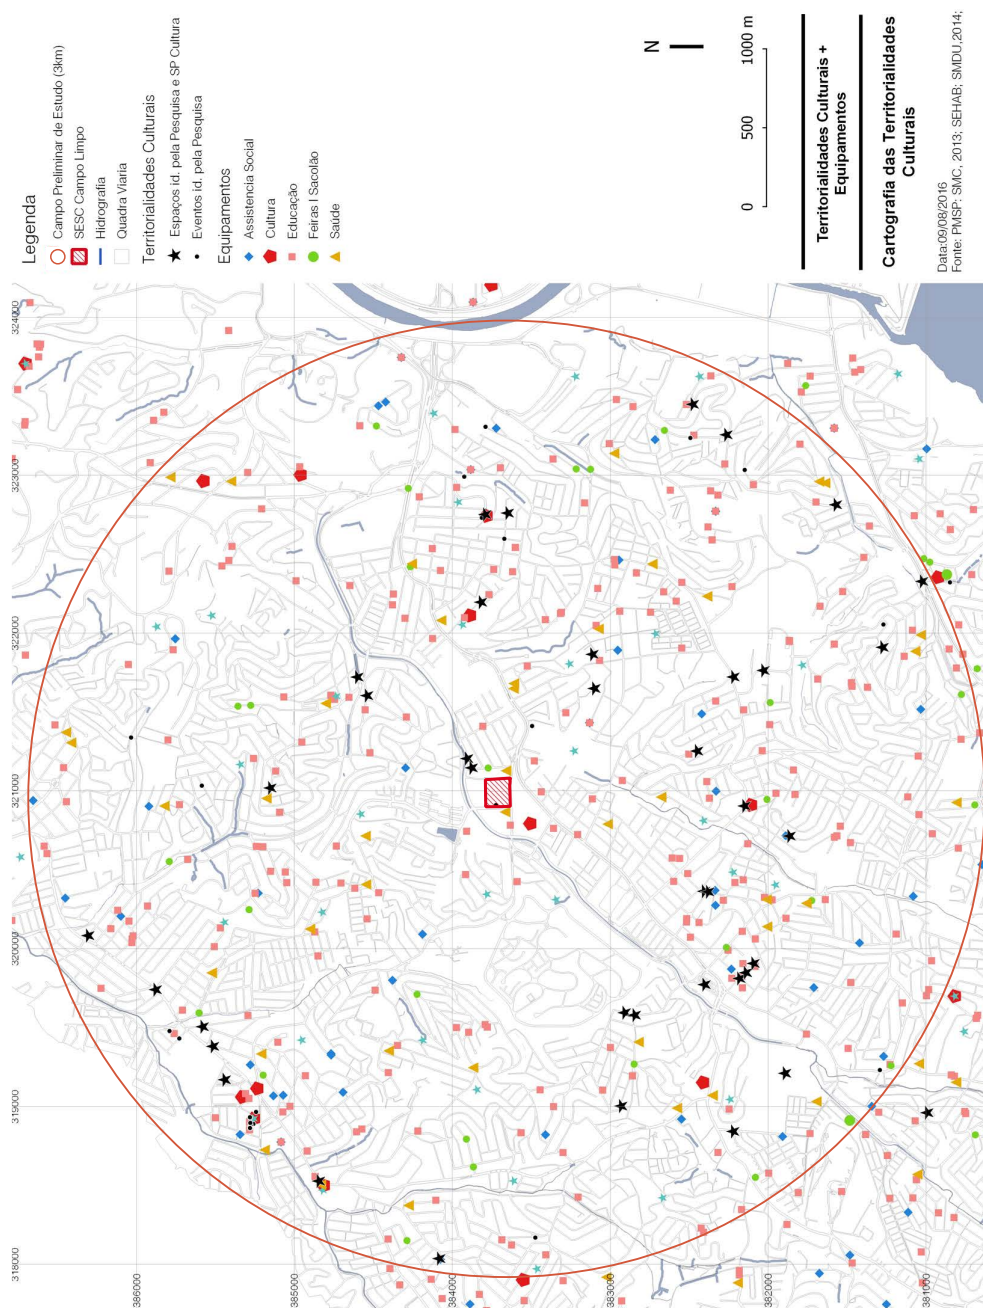 Legenda
Campo Preliminar de Estudo (3km)
SESC Campo Limpo
Hidrografia
Quadra Viaria
Territorialidades Culturais
Espaços id. pela Pesquisa e SP Cultura
Eventos id. pela Pesquisa
Equipamentos
Assistencia Social
Cultura
Educação
Feiras I Sacolão
Saúde
N
0 500 1000 m
Territorialidades Culturais +
Equipamentos
Cartografia das Territorialidades
Culturais
Data:09/08/2016
Fonte: PMSP: SMC, 2013; SEHAB; SMDU,2014;
318000
319000
320000
321000
322000
323000
324000
386000
385000
384000
383000
382000
381000